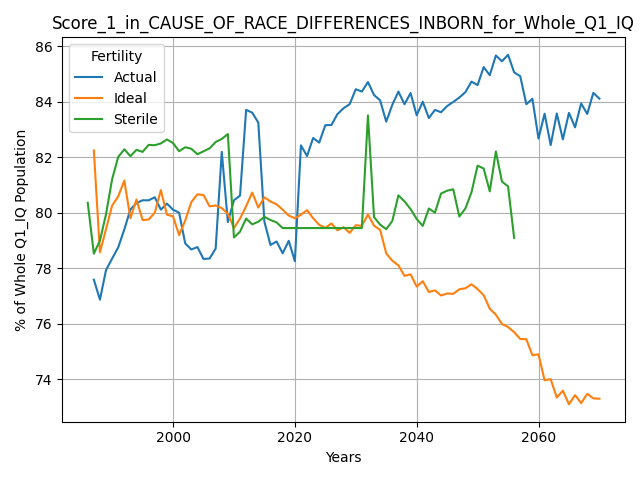 Score_1_in_CAUSE_OF_RACE_DIFFERENCES_INBORN_for_Whole_Q1_IQ
Fertility
Actual
Ideal
Sterile
% of Whole Q1_IQ Population
86
84
82
80
78
76
74
2000
2020
2040
2060
Years